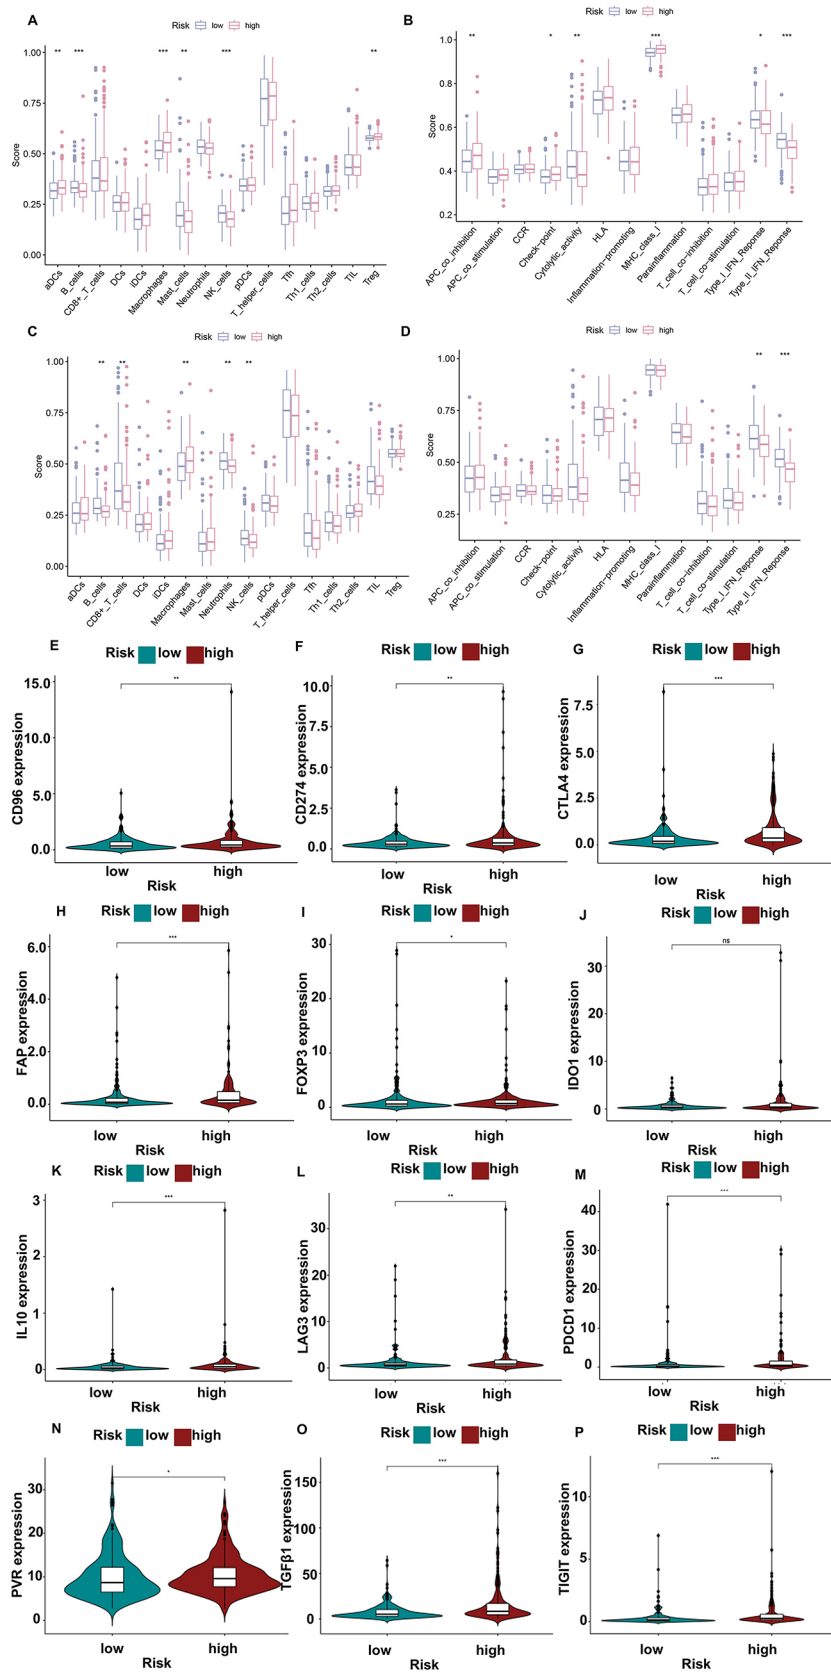 A
Risk low high
** *** *** ** *** **
1.00
0.75
0.50
0.25
0.00
Score
aDCs
B_cells
CD8+_T_cells
DCs
iDCs
Macrophages
Mast_cells
Neutrophils
NK_cells
pDCs
T_helper_cells
Tfh
Th1_cells
Th2_cells
TIL
Treg
B
Risk low high
** * ** *** * ***
1.0
0.8
0.6
0.4
0.2
Score
APC_co_inhibition
APC_co_stimulation
CCR
Check-point
Cytolytic_activity
HLA
Inflammation-promoting
MHC_class_I
Parainflammation
T_cell_co-inhibition
T_cell_co-stimulation
Type_I_IFN_Reponse
Type_II_IFN_Reponse
C
Risk low high
** ** ** ** **
1.00
0.75
0.50
0.25
0.00
Score
aDCs
B_cells
CD8+_T_cells
DCs
iDCs
Macrophages
Mast_cells
Neutrophils
NK_cells
pDCs
T_helper_cells
Tfh
Th1_cells
Th2_cells
TIL
Treg
D
Risk low high
** ***
1.00
0.75
0.50
0.25
Score
APC_co_inhibition
APC_co_stimulation
CCR
Check-point
Cytolytic_activity
HLA
Inflammation-promoting
MHC_class_I
Parainflammation
T_cell_co-inhibition
T_cell_co-stimulation
Type_I_IFN_Reponse
Type_II_IFN_Reponse
E
Risk low high
**
15.0
10.0
5.0
0.0
CD96 expression
low high
Risk
F
Risk low high
**
10.0
7.5
5.0
2.5
0.0
CD274 expression
low high
Risk
G
Risk low high
***
7.5
5.0
2.5
0.0
CTLA4 expression
low high
Risk
H
Risk low high
***
6.0
4.0
2.0
0.0
FAP expression
low high
Risk
I
Risk low high
*
30
20
10
0
FOXP3 expression
low high
Risk
J
Risk low high
ns
30
20
10
0
IDO1 expression
low high
Risk
K
Risk low high
***
3
2
1
0
IL10 expression
low high
Risk
L
Risk low high
**
30
20
10
0
LAG3 expression
low high
Risk
M
Risk low high
***
40
30
20
10
0
PDCD1 expression
low high
Risk
N
Risk low high
*
30
20
10
0
PVR expression
low high
Risk
O
Risk low high
***
150
100
50
0
TGFβ1 expression
low high
Risk
P
Risk low high
***
10
5
0
TIGIT expression
low high
Risk